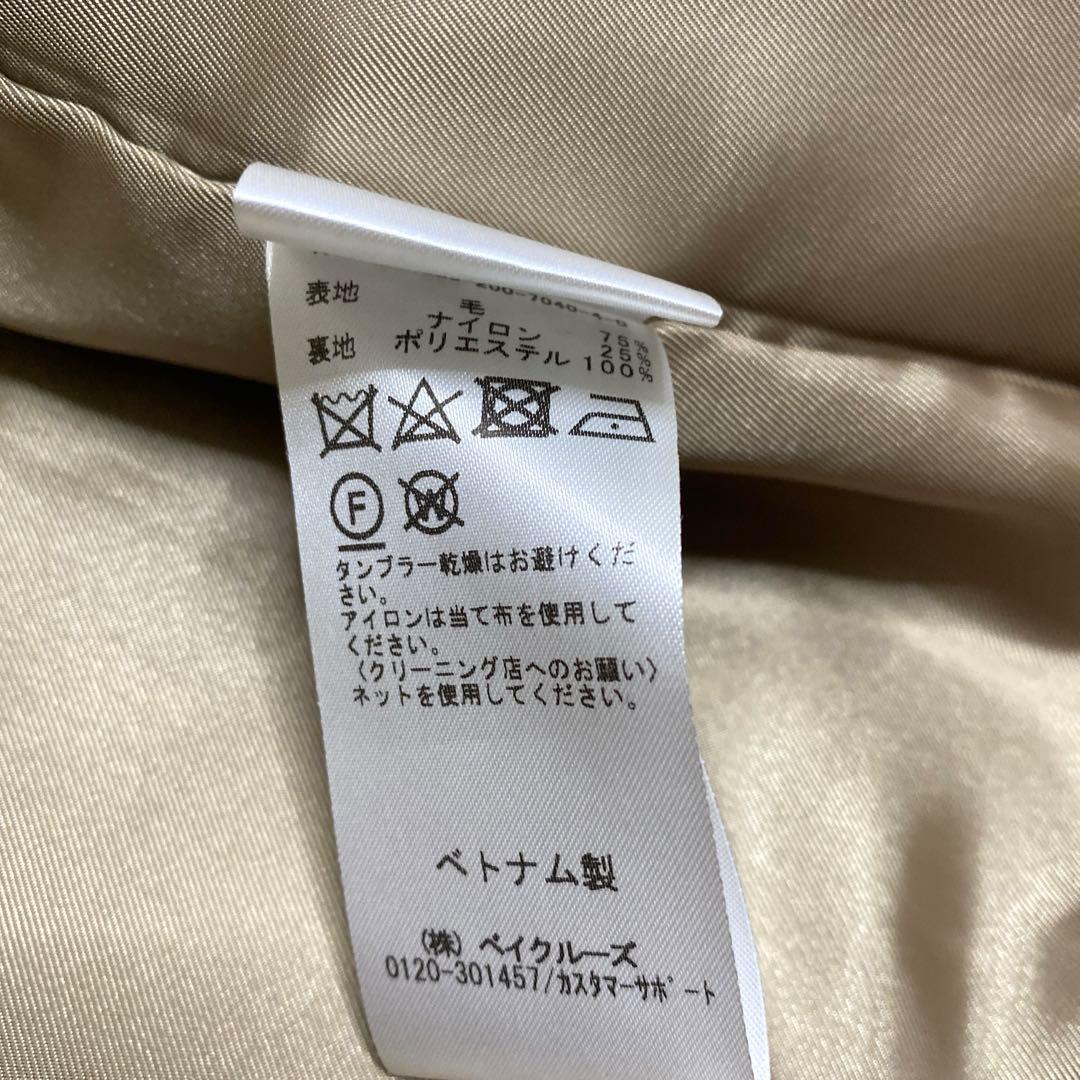 200-7040-4-0
表地 毛 75%
ナイロン 25%
裏地 ポリエステル 100%
F W
タンブラー乾燥はお避けくだ
さい。
アイロンは当て布を使用して
ください。
〈クリーニング店へのお願い〉
ネットを使用してください。
ベトナム製
(株) ベイクルーズ
0120-301457/ｶｽﾀﾏｰｻﾎﾟｰﾄ